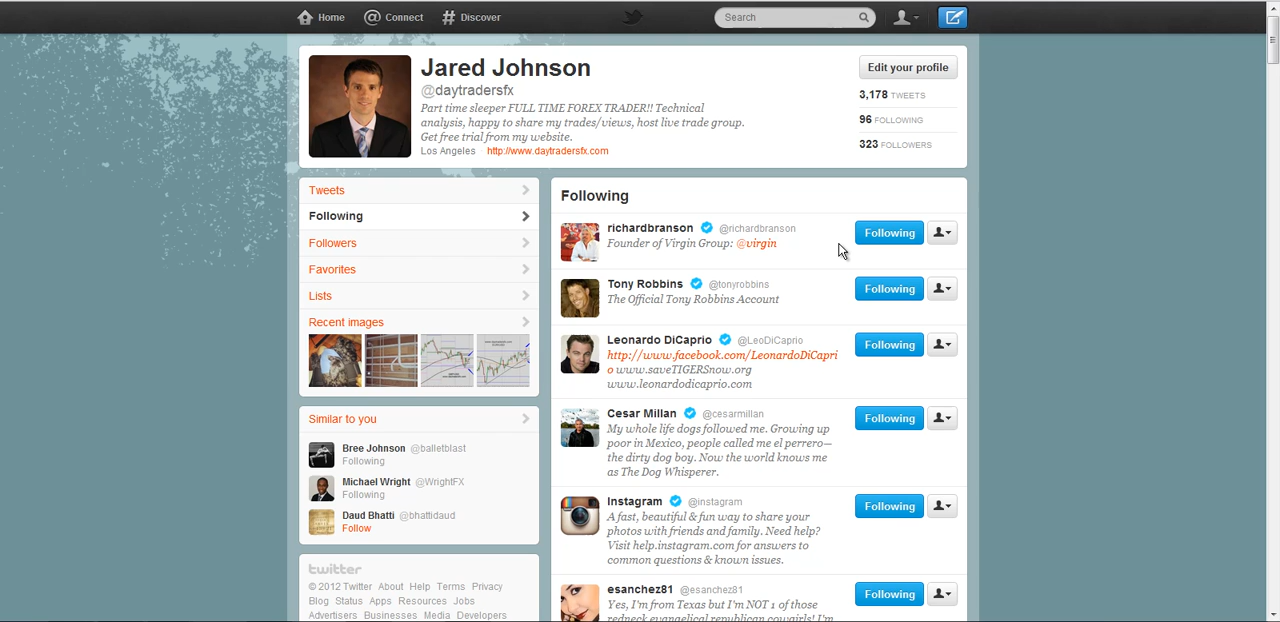 Home
Connect
Discover
Search
Jared Johnson
@daytradersfx
Part time sleeper FULL TIME FOREX TRADER!! Technical
analysis, happy to share my trades/views, host live trade group.
Get free trial from my website.
Los Angeles http://www.daytradersfx.com
Edit your profile
3,178 TWEETS
96 FOLLOWING
323 FOLLOWERS
Tweets
Following
Followers
Favorites
Lists
Recent images
Similar to you
Bree Johnson @balletblast
Following
Michael Wright @WrightFX
Following
Daud Bhatti @bhattidaud
Follow
twitter
© 2012 Twitter About Help Terms Privacy
Blog Status Apps Resources Jobs
Advertisers Businesses Media Developers
Following
richardbranson @richardbranson
Founder of Virgin Group: @virgin
Following
Tony Robbins @tonyrobbins
The Official Tony Robbins Account
Following
Leonardo DiCaprio @LeoDiCaprio
http://www.facebook.com/LeonardoDiCapri
o www.saveTIGERSnow.org
www.leonardodicaprio.com
Following
Cesar Millan @cesarmillan
My whole life dogs followed me. Growing up
poor in Mexico, people called me el perrero—
the dirty dog boy. Now the world knows me
as The Dog Whisperer.
Following
Instagram @instagram
A fast, beautiful & fun way to share your
photos with friends and family. Need help?
Visit help.instagram.com for answers to
common questions & known issues.
Following
esanchez81 @esanchez81
Yes, I'm from Texas but I'm NOT 1 of those
redneck evangelical republican cowgirls! I'm
Following